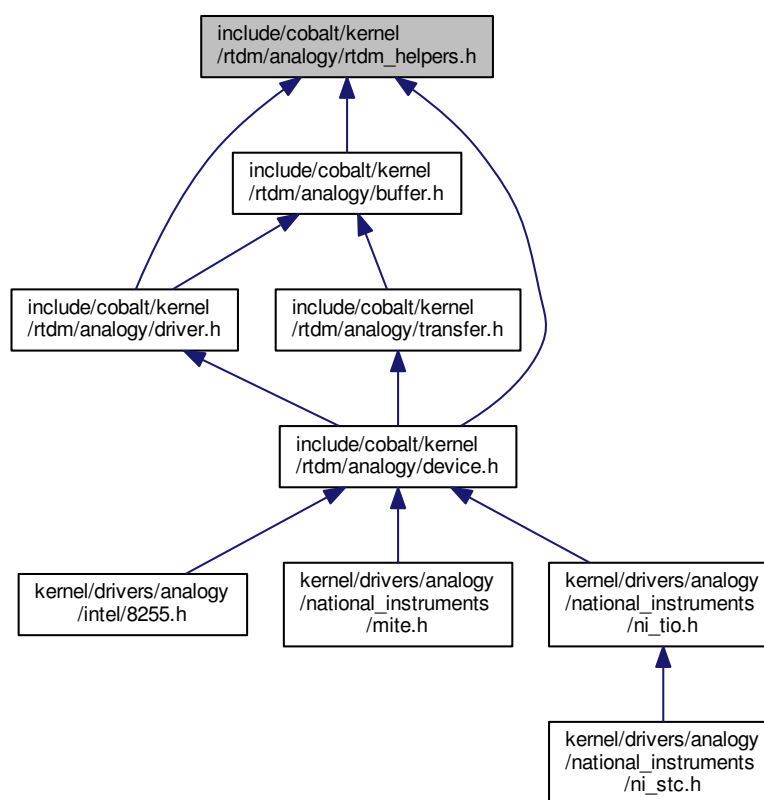 include/cobalt/kernel
/rtdm/analogy/rtdm_helpers.h
include/cobalt/kernel
/rtdm/analogy/buffer.h
include/cobalt/kernel
/rtdm/analogy/driver.h
include/cobalt/kernel
/rtdm/analogy/transfer.h
include/cobalt/kernel
/rtdm/analogy/device.h
kernel/drivers/analogy
/intel/8255.h
kernel/drivers/analogy
/national_instruments
/mite.h
kernel/drivers/analogy
/national_instruments
/ni_tio.h
kernel/drivers/analogy
/national_instruments
/ni_stc.h